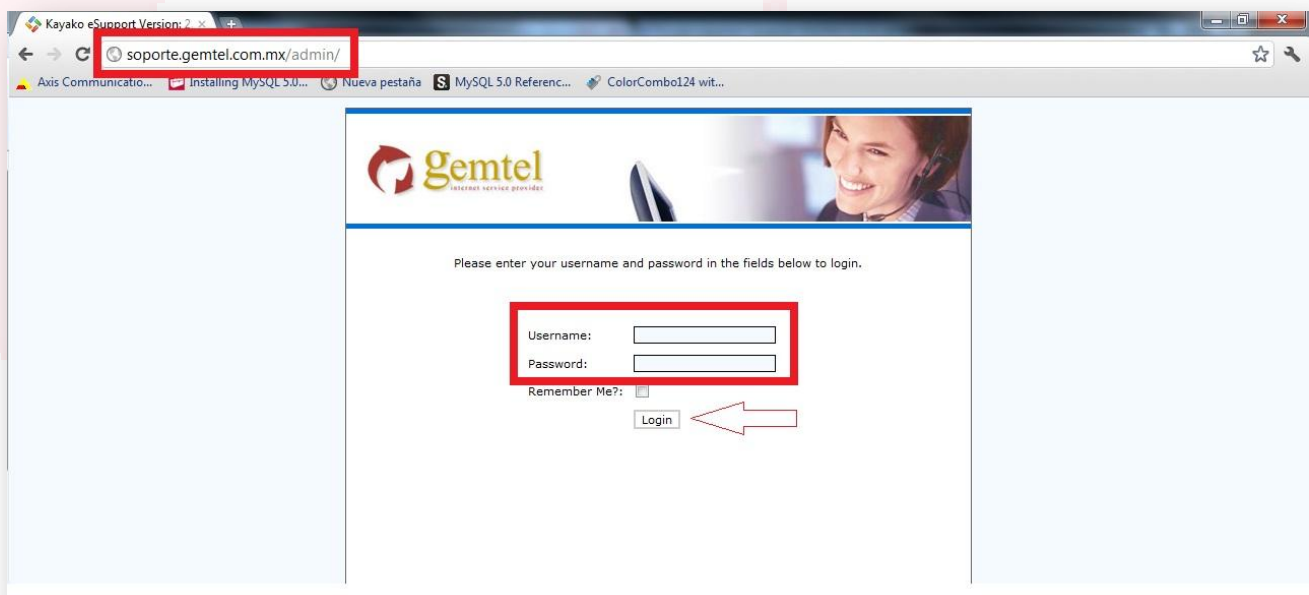 Kayako eSupport Version: 2
soporte.gemtel.com.mx/admin/
Axis Communicatio... Installing MySQL 5.0... Nueva pestaña MySQL 5.0 Referenc... ColorCombo124 wit...
gemtel
internet service provider
Please enter your username and password in the fields below to login.
Username:
Password:
Remember Me?:
Login